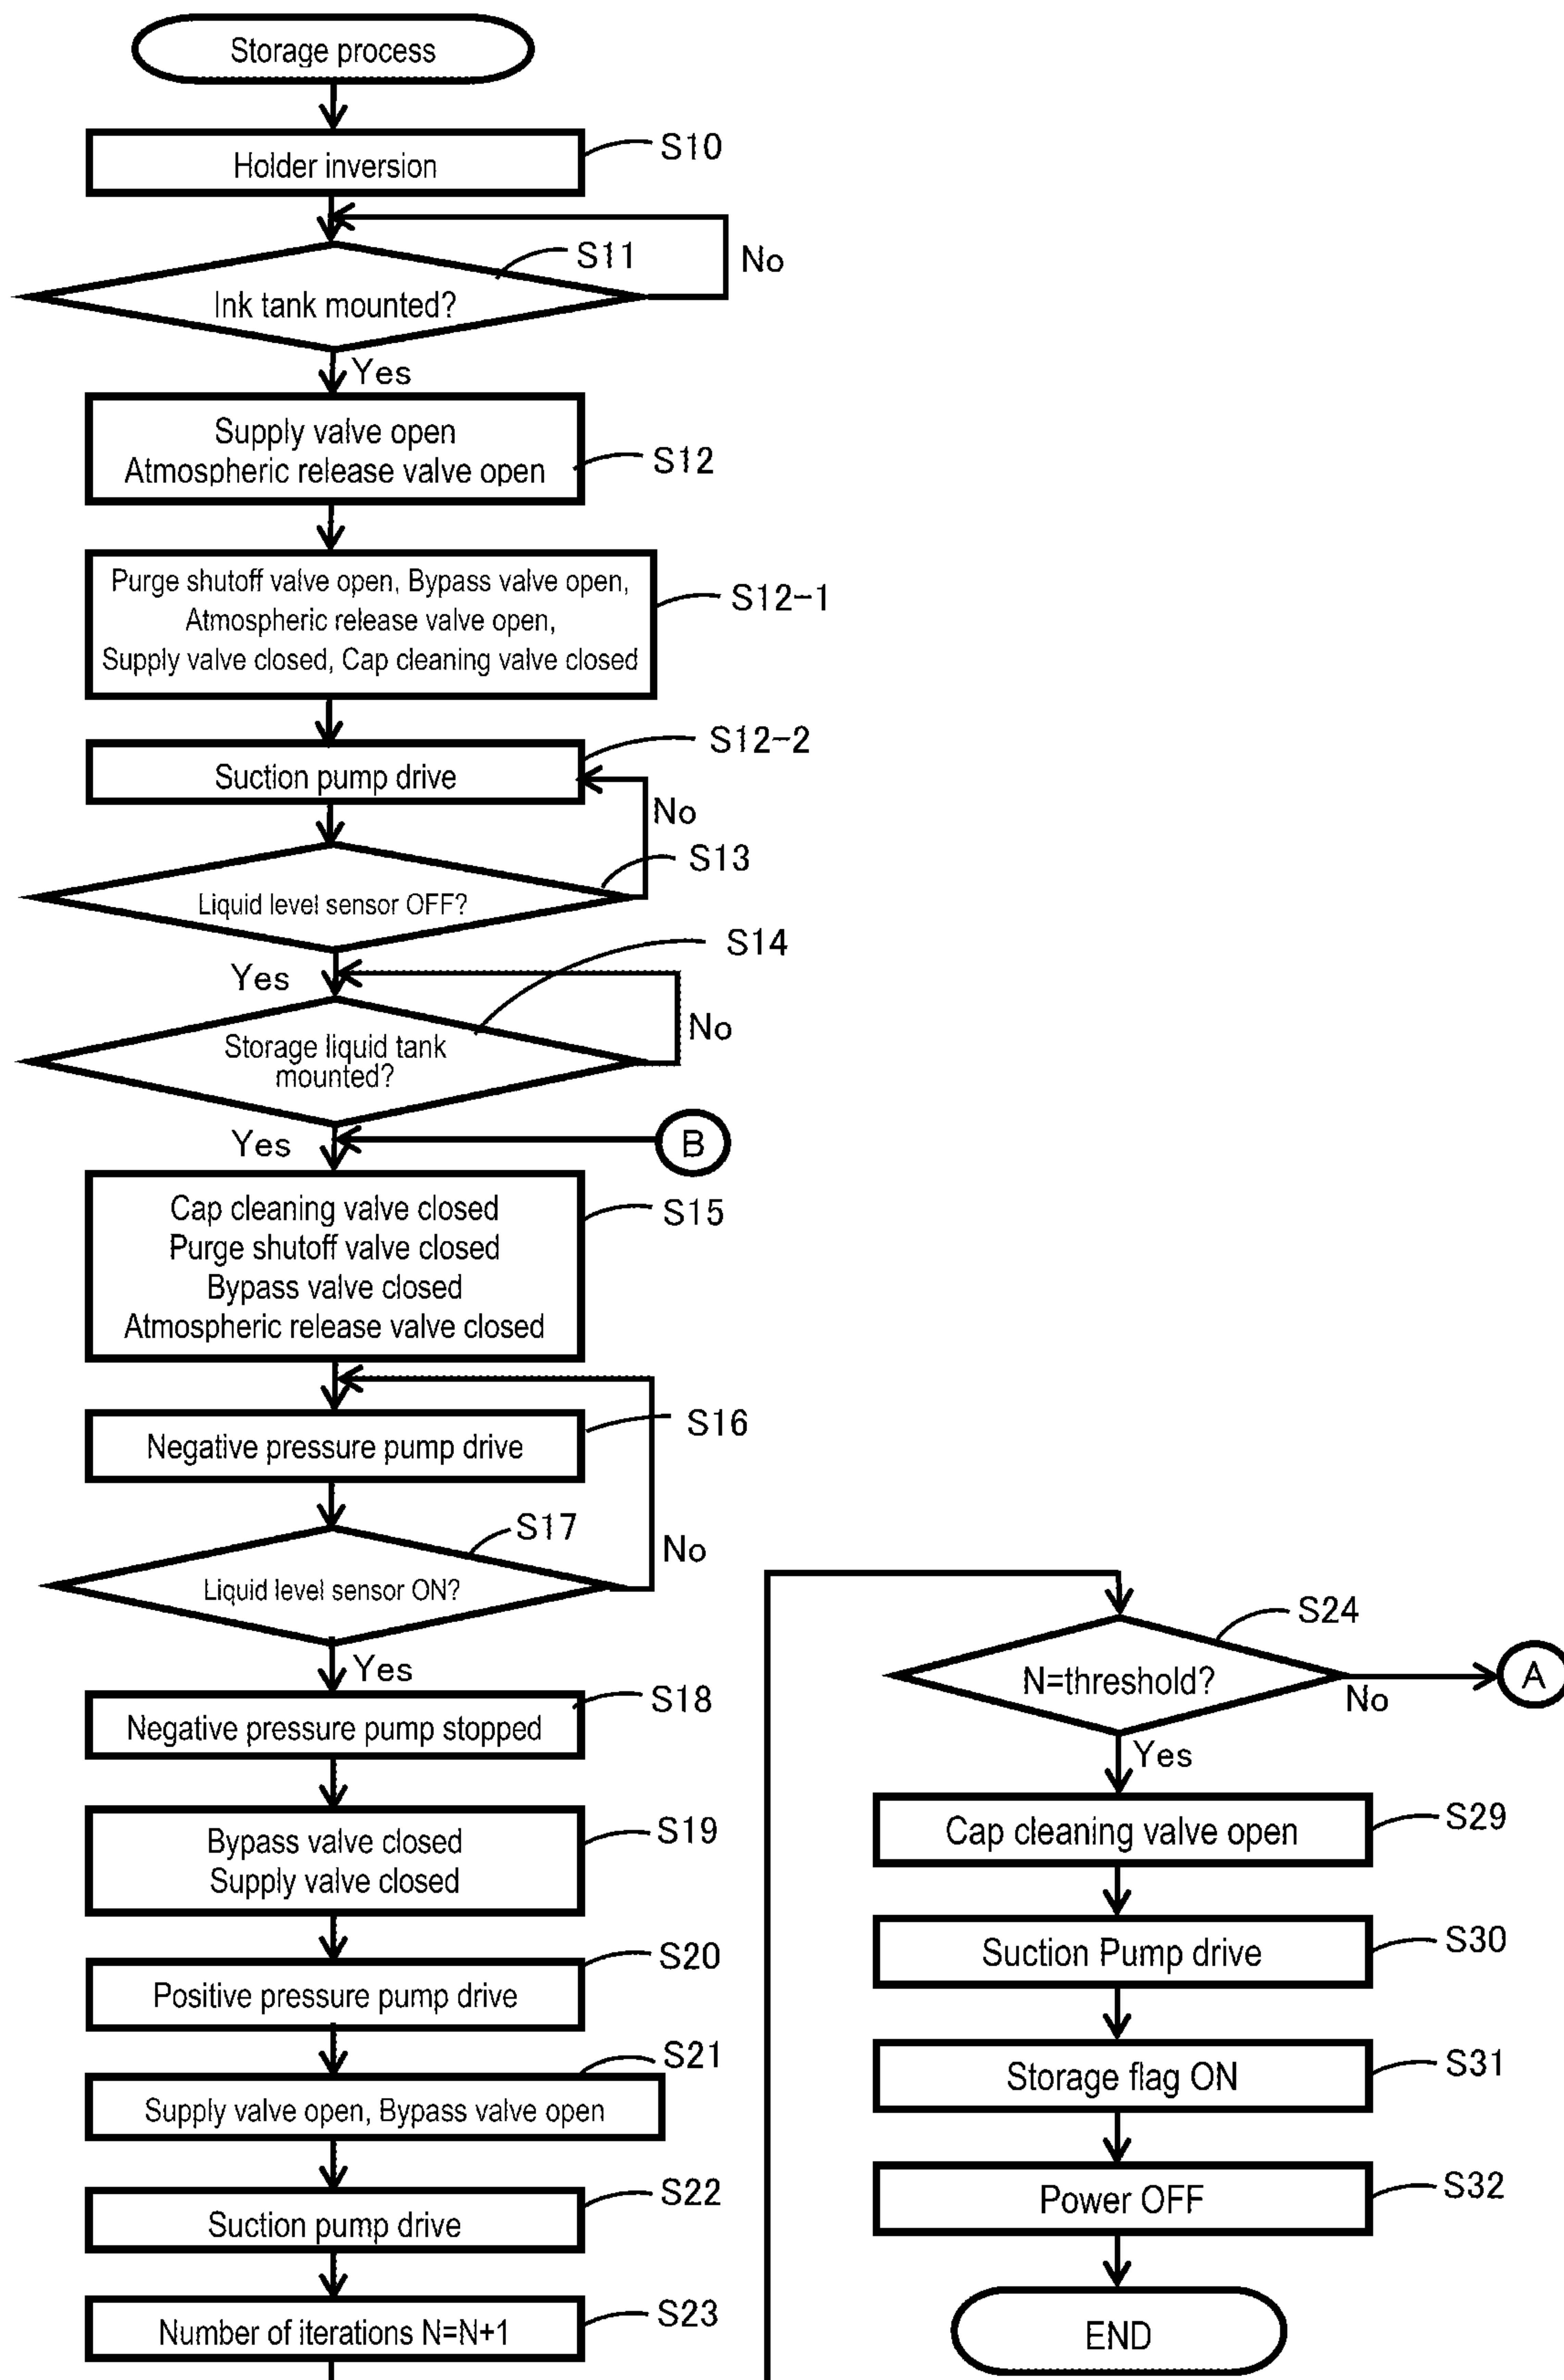 Storage process
Holder inversion
S10
S11
No
Ink tank mounted?
Yes
Supply valve open
Atmospheric release valve open
S12
Purge shutoff valve open, Bypass valve open,
Atmospheric release valve open,
Supply valve closed, Cap cleaning valve closed
S12-1
S12-2
Suction pump drive
No
S13
Liquid level sensor OFF?
S14
Yes
No
Storage liquid tank
mounted?
Yes
B
Cap cleaning valve closed
Purge shutoff valve closed
Bypass valve closed
Atmospheric release valve closed
S15
S16
Negative pressure pump drive
S17
No
Liquid level sensor ON?
Yes
S18
Negative pressure pump stopped
Bypass valve closed
Supply valve closed
S19
S20
Positive pressure pump drive
S21
Supply valve open, Bypass valve open
S22
Suction pump drive
S23
Number of iterations N=N+1
S24
N=threshold?
No
A
Yes
Cap cleaning valve open
S29
Suction Pump drive
S30
Storage flag ON
S31
Power OFF
S32
END